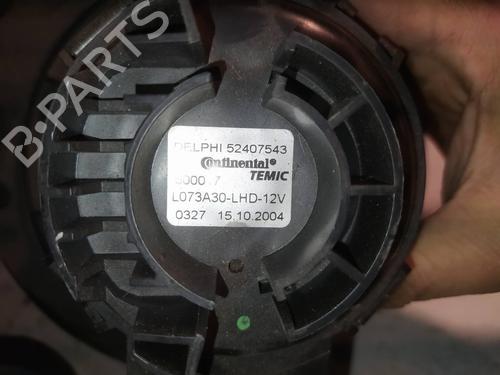 B-PARTS
DELPHI 52407543
Continental®
TEMIC
L073A30-LHD-12V
0327 15.10.2004